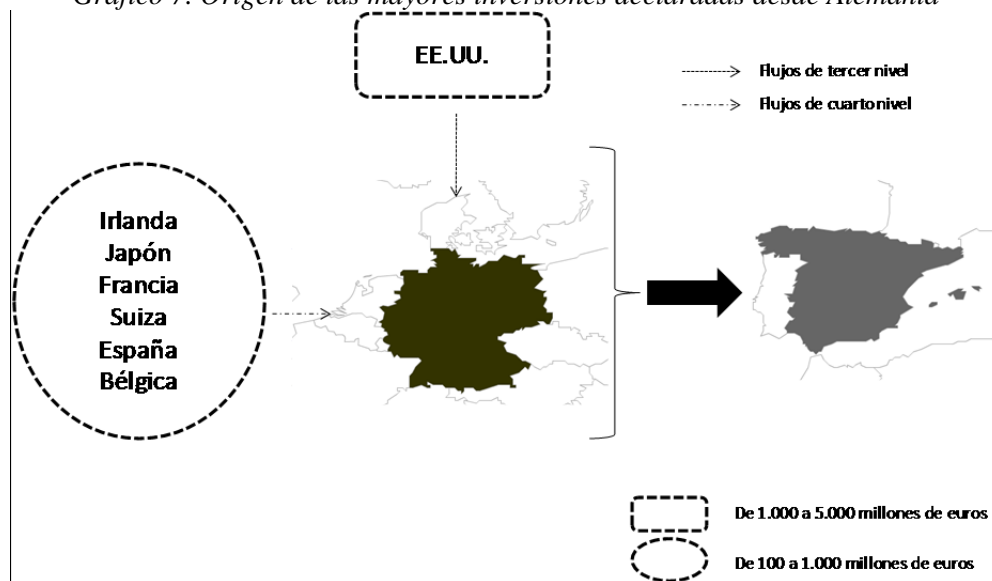 Gráfico 7. Origen de las mayores inversiones declaradas desde Alemania
EE.UU.
Flujos de tercer nivel
Flujos de cuarto nivel
Irlanda
Japón
Francia
Suiza
España
Bélgica
De 1.000 a 5.000 millones de euros
De 100 a 1.000 millones de euros